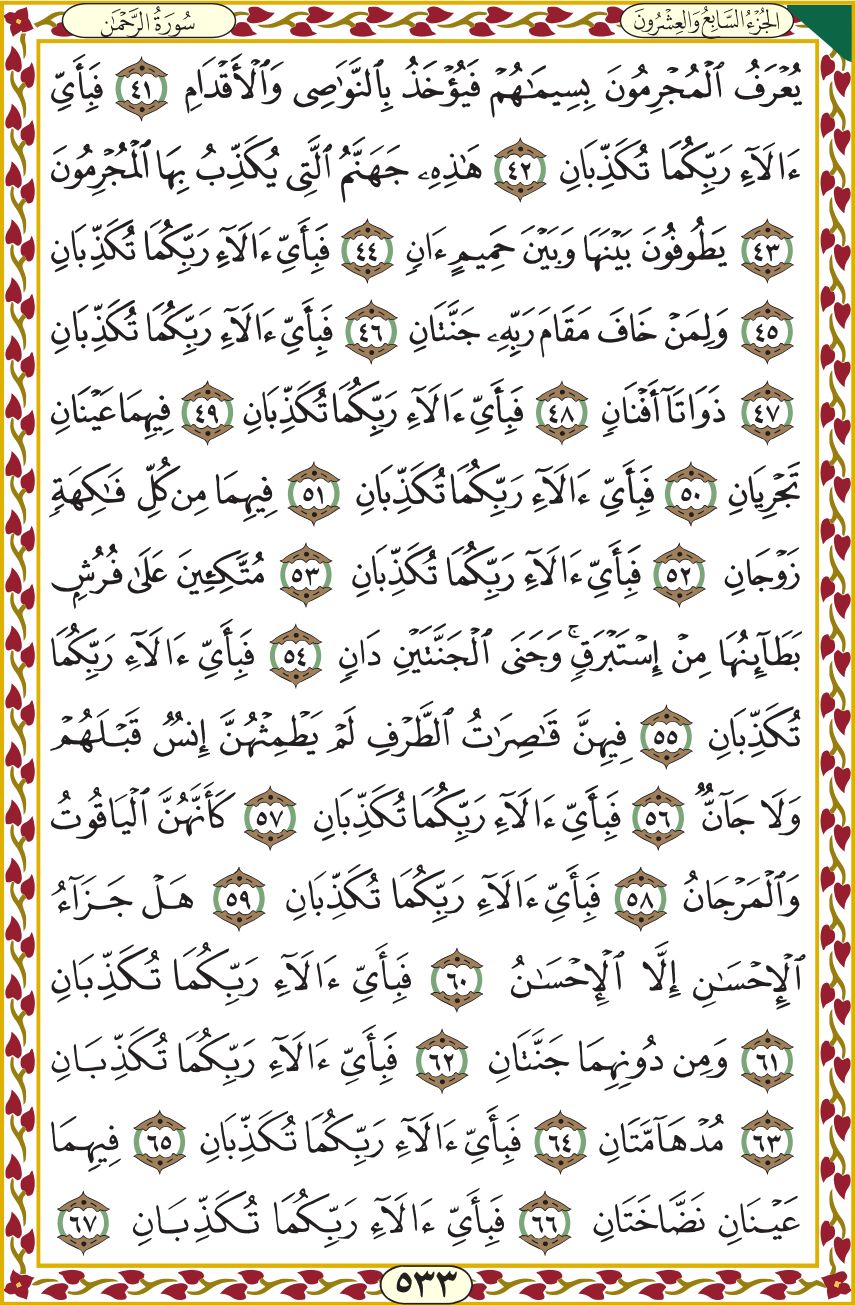 الجُزْءُ السَّابِعُ وَالعِشْرُونَ
سُورَةُ الرَّحْمٰن
يُعْرَفُ ٱلْمُجْرِمُونَ بِسِيمَٰهُمْ فَيُؤْخَذُ بِٱلنَّوَٰصِى وَٱلْأَقْدَامِ ٤١ فَبِأَىِّ
ءَالَآءِ رَبِّكُمَا تُكَذِّبَانِ ٤٢ هَٰذِهِۦ جَهَنَّمُ ٱلَّتِى يُكَذِّبُ بِهَا ٱلْمُجْرِمُونَ
٤٣ يَطُوفُونَ بَيْنَهَا وَبَيْنَ حَمِيمٍ ءَانٍ ٤٤ فَبِأَىِّ ءَالَآءِ رَبِّكُمَا تُكَذِّبَانِ
٤٥ وَلِمَنْ خَافَ مَقَامَ رَبِّهِۦ جَنَّتَانِ ٤٦ فَبِأَىِّ ءَالَآءِ رَبِّكُمَا تُكَذِّبَانِ
٤٧ ذَوَاتَآ أَفْنَانٍ ٤٨ فَبِأَىِّ ءَالَآءِ رَبِّكُمَا تُكَذِّبَانِ ٤٩ فِيهِمَا عَيْنَانِ
تَجْرِيَانِ ٥٠ فَبِأَىِّ ءَالَآءِ رَبِّكُمَا تُكَذِّبَانِ ٥١ فِيهِمَا مِن كُلِّ فَٰكِهَةٍ
زَوْجَانِ ٥٢ فَبِأَىِّ ءَالَآءِ رَبِّكُمَا تُكَذِّبَانِ ٥٣ مُتَّكِـِٔينَ عَلَىٰ فُرُشٍۭ
بَطَآئِنُهَا مِنْ إِسْتَبْرَقٍ ۚ وَجَنَى ٱلْجَنَّتَيْنِ دَانٍ ٥٤ فَبِأَىِّ ءَالَآءِ رَبِّكُمَا
تُكَذِّبَانِ ٥٥ فِيهِنَّ قَٰصِرَٰتُ ٱلطَّرْفِ لَمْ يَطْمِثْهُنَّ إِنسٌ قَبْلَهُمْ
وَلَا جَآنٌّ ٥٦ فَبِأَىِّ ءَالَآءِ رَبِّكُمَا تُكَذِّبَانِ ٥٧ كَأَنَّهُنَّ ٱلْيَاقُوتُ
وَٱلْمَرْجَانُ ٥٨ فَبِأَىِّ ءَالَآءِ رَبِّكُمَا تُكَذِّبَانِ ٥٩ هَلْ جَزَآءُ
ٱلْإِحْسَٰنِ إِلَّا ٱلْإِحْسَٰنُ ٦٠ فَبِأَىِّ ءَالَآءِ رَبِّكُمَا تُكَذِّبَانِ
٦١ وَمِن دُونِهِمَا جَنَّتَانِ ٦٢ فَبِأَىِّ ءَالَآءِ رَبِّكُمَا تُكَذِّبَانِ
٦٣ مُدْهَآمَّتَانِ ٦٤ فَبِأَىِّ ءَالَآءِ رَبِّكُمَا تُكَذِّبَانِ ٦٥ فِيهِمَا
عَيْنَانِ نَضَّاخَتَانِ ٦٦ فَبِأَىِّ ءَالَآءِ رَبِّكُمَا تُكَذِّبَانِ ٦٧
٥٣٣